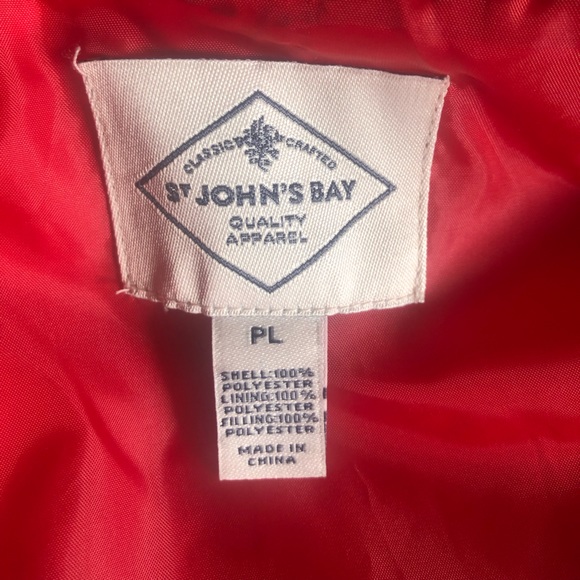 CLASSIC CRAFTED
ST JOHN'S BAY
QUALITY
APPAREL
PL
SHELL:100%
POLYESTER
LINING:100%
POLYESTER
FILLING:100%
POLYESTER
MADE IN
CHINA